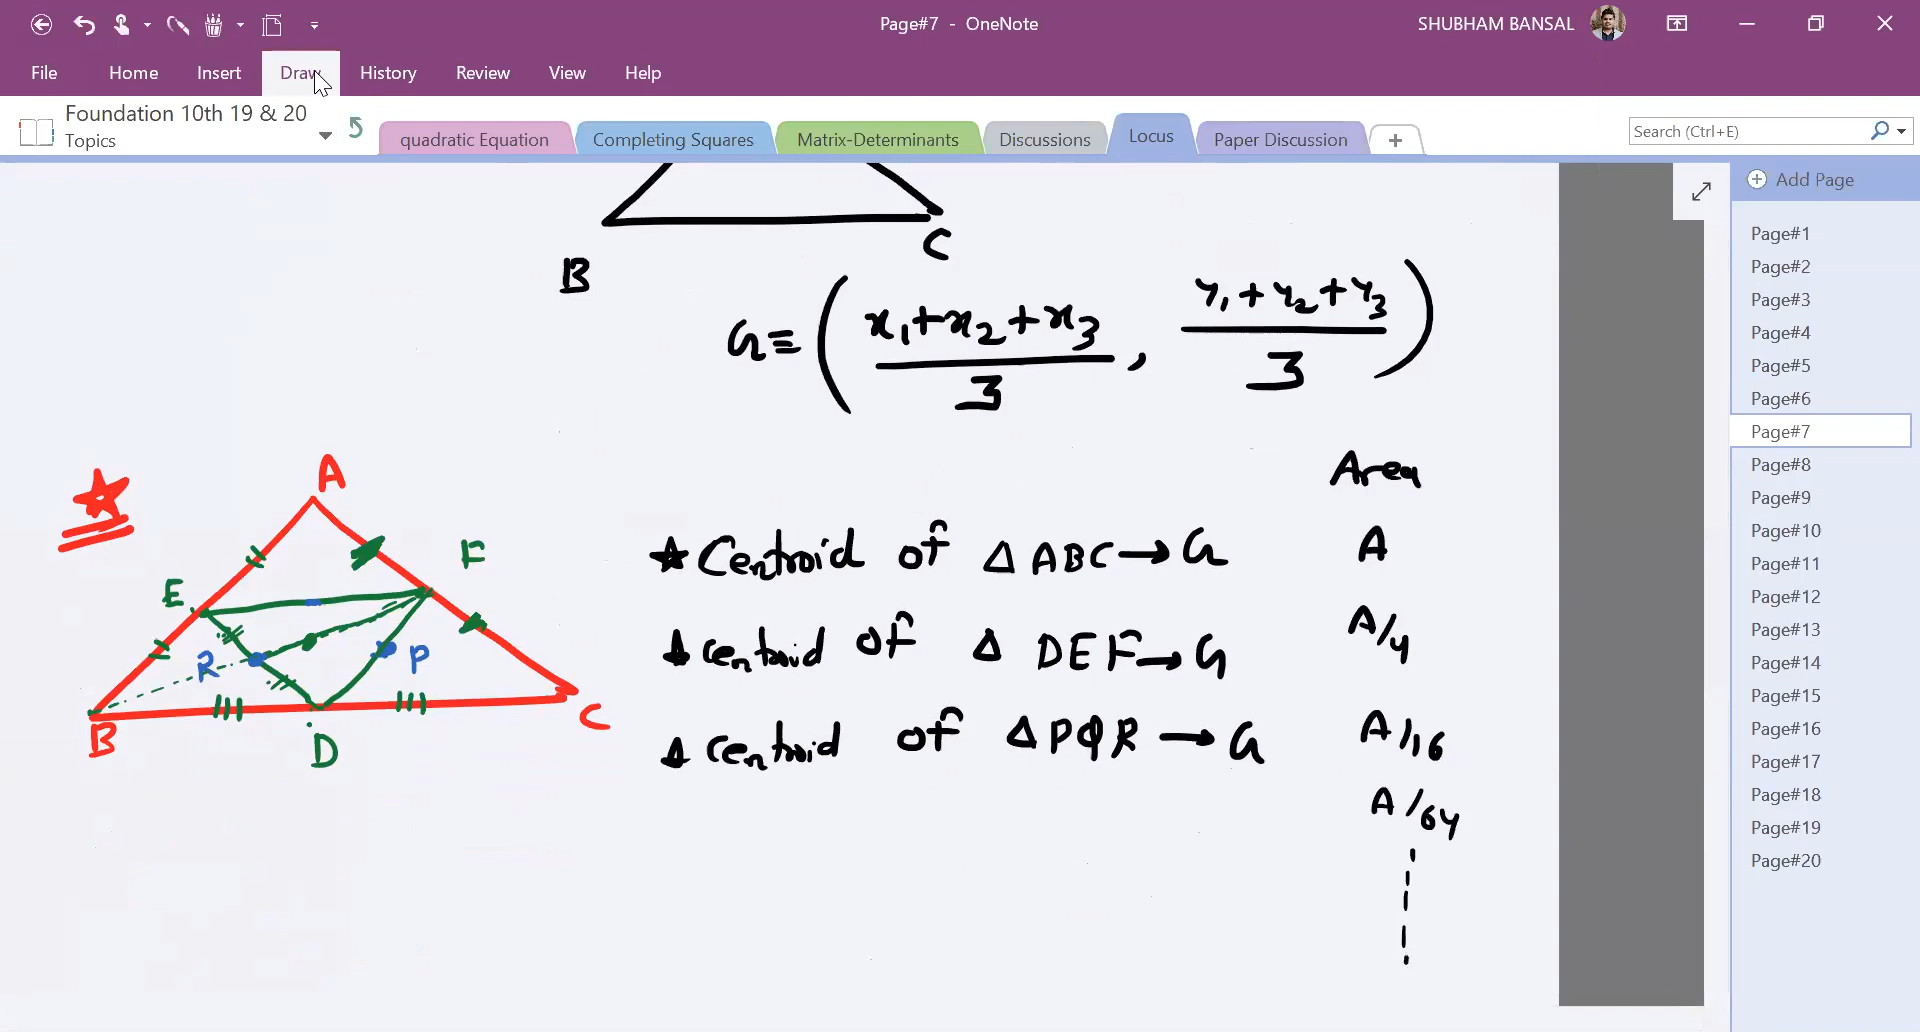 Page#7 - OneNote
SHUBHAM BANSAL
File Home Insert Draw History Review View Help
Foundation 10th 19 & 20
Topics
quadratic Equation Completing Squares Matrix-Determinants Discussions Locus Paper Discussion +
Search (Ctrl+E)
Add Page
Page#1
Page#2
Page#3
Page#4
Page#5
Page#6
Page#7
Page#8
Page#9
Page#10
Page#11
Page#12
Page#13
Page#14
Page#15
Page#16
Page#17
Page#18
Page#19
Page#20
B C
G ≡ ( x₁+x₂+x₃ / 3 , y₁+y₂+y₃ / 3 )
A
E F
R P
B D C
Area
★ Centroid of Δ ABC → G A
★ centroid of Δ DEF → G A/4
★ centroid of Δ PQR → G A/16
A/64